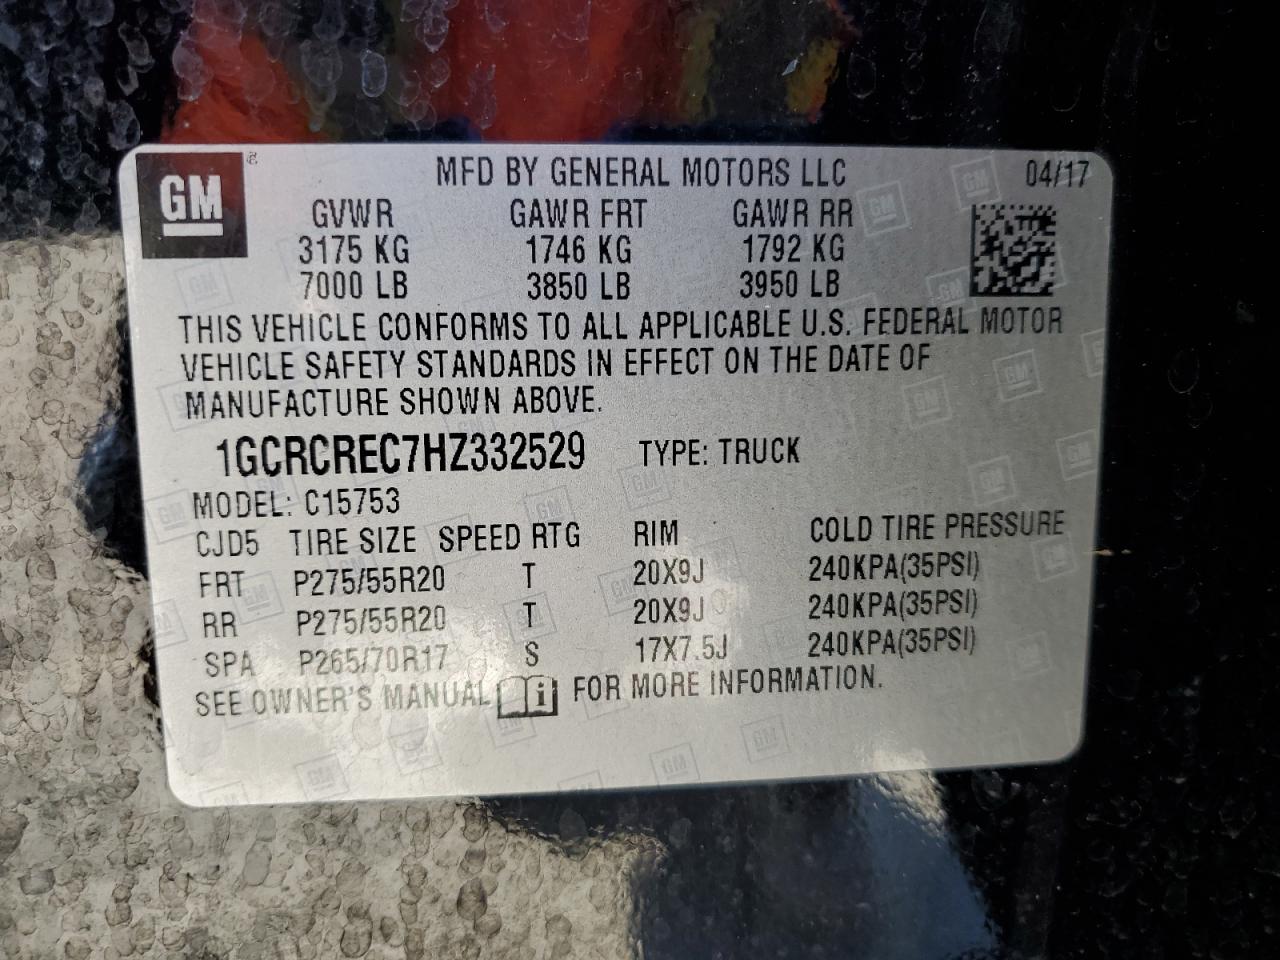 GM MFD BY GENERAL MOTORS LLC 04/17
GVWR GAWR FRT GAWR RR
3175 KG 1746 KG 1792 KG
7000 LB 3850 LB 3950 LB
THIS VEHICLE CONFORMS TO ALL APPLICABLE U.S. FEDERAL MOTOR
VEHICLE SAFETY STANDARDS IN EFFECT ON THE DATE OF
MANUFACTURE SHOWN ABOVE.
1GCRCREC7HZ332529 TYPE: TRUCK
MODEL: C15753
CJD5 TIRE SIZE SPEED RTG RIM COLD TIRE PRESSURE
FRT P275/55R20 T 20X9J 240KPA(35PSI)
RR P275/55R20 T 20X9J 240KPA(35PSI)
SPA P265/70R17 S 17X7.5J 240KPA(35PSI)
SEE OWNER'S MANUAL i FOR MORE INFORMATION.